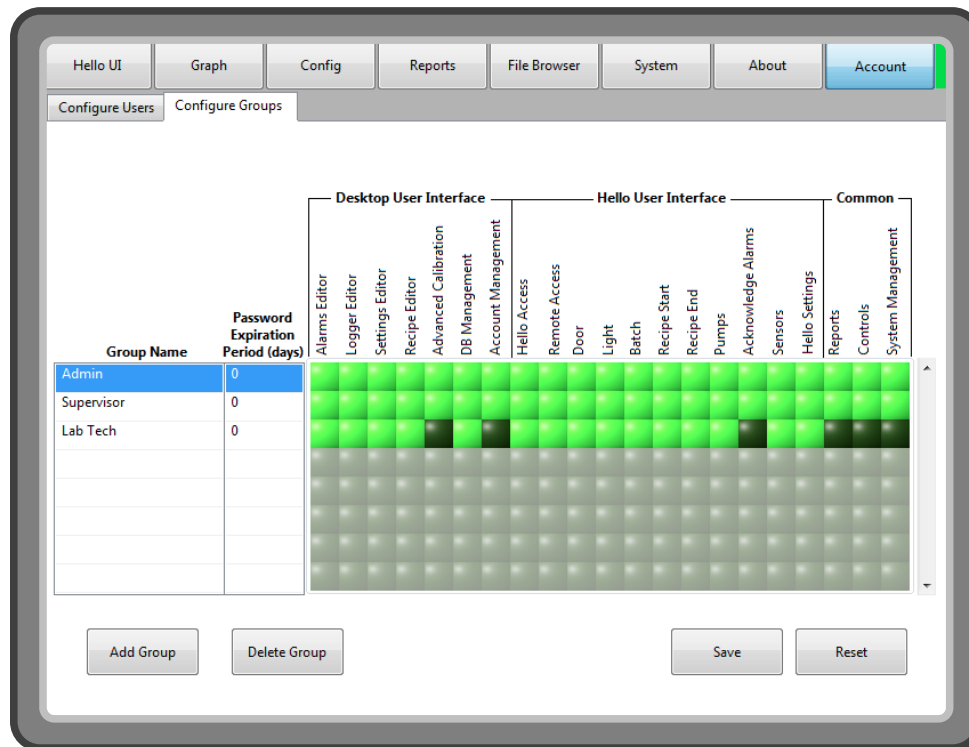 Hello UI
Graph
Config
Reports
File Browser
System
About
Account
Configure Users
Configure Groups
Desktop User Interface
Hello User Interface
Common
Group Name
Password
Expiration
Period (days)
Alarms Editor
Logger Editor
Settings Editor
Recipe Editor
Advanced Calibration
DB Management
Account Management
Hello Access
Remote Access
Door
Light
Batch
Recipe Start
Recipe End
Pumps
Acknowledge Alarms
Sensors
Hello Settings
Reports
Controls
System Management
Admin 0
Supervisor 0
Lab Tech 0
Add Group
Delete Group
Save
Reset